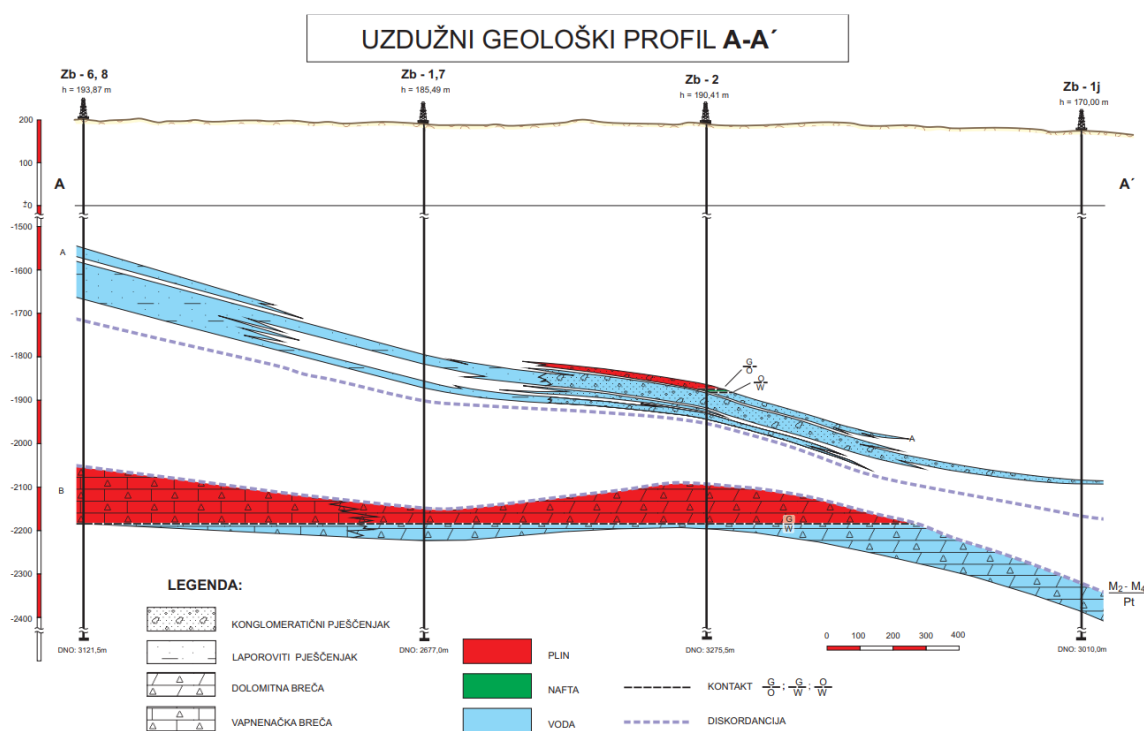 UZDUŽNI GEOLOŠKI PROFIL A-A´
Zb - 6, 8
h = 193,87 m
Zb - 1,7
h = 185,49 m
Zb - 2
h = 190,41 m
Zb - 1j
h = 170,00 m
200
100
±0
-1500
-1600
-1700
-1800
-1900
-2000
-2100
-2200
-2300
-2400
A
A´
A
G
O
O
W
A
B
G
W
M2 - M4
Pt
DNO: 3121,5m
DNO: 2677,0m
DNO: 3275,5m
DNO: 3010,0m
0 100 200 300 400
LEGENDA:
KONGLOMERATIČNI PJEŠČENJAK
LAPOROVITI PJEŠČENJAK
DOLOMITNA BREČA
VAPNENAČKA BREČA
PLIN
NAFTA
VODA
KONTAKT G/O ; G/W ; O/W
DISKORDANCIJA